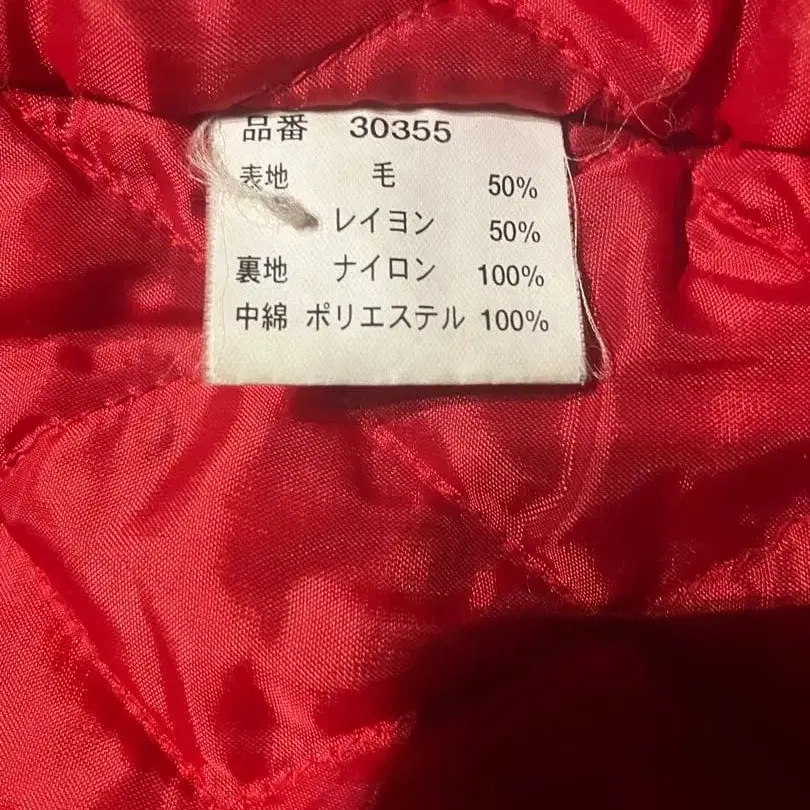 品番 30355
表地 毛 50%
レイヨン 50%
裏地 ナイロン 100%
中綿 ポリエステル 100%